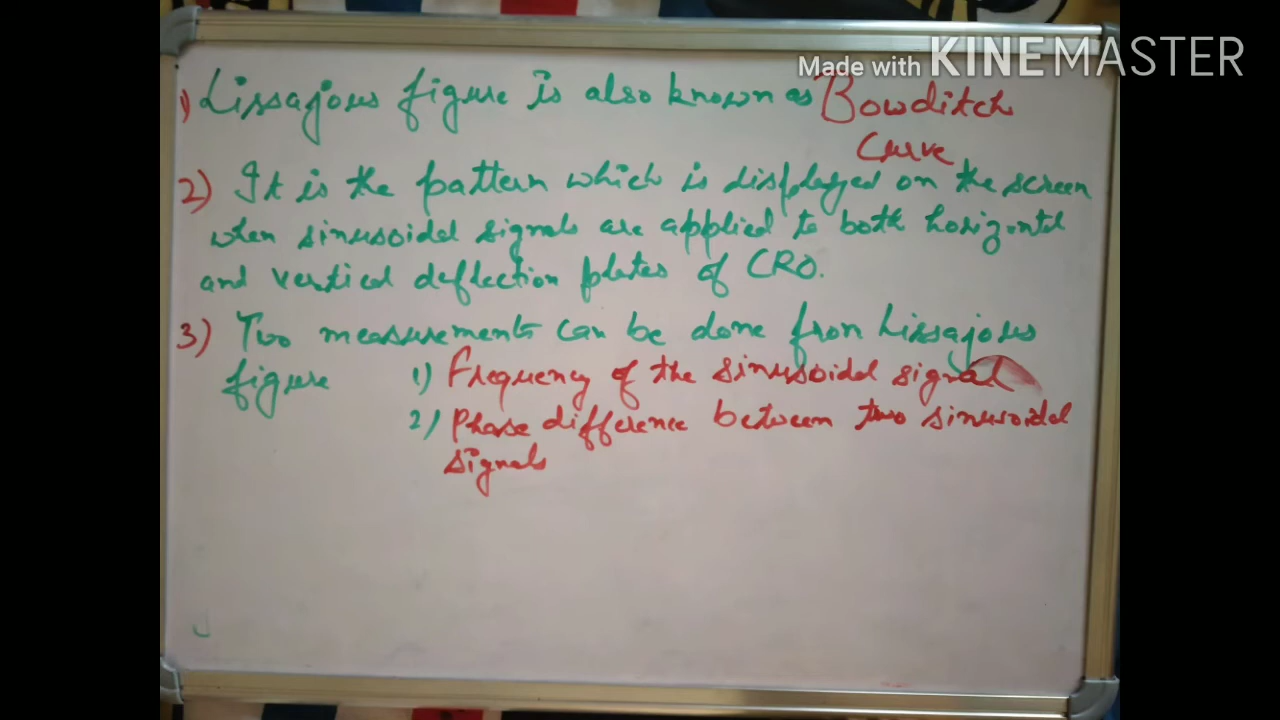 Made with KINEMASTER
1) Lissajous figure is also known as Bowditch
Curve
2) It is the pattern which is displayed on the screen
when sinusoidal signals are applied to both horizontal
and vertical deflection plates of CRO.
3) Two measurements can be done from Lissajous
figure 1) Frequency of the sinusoidal signal
2) Phase difference between two sinusoidal
signals